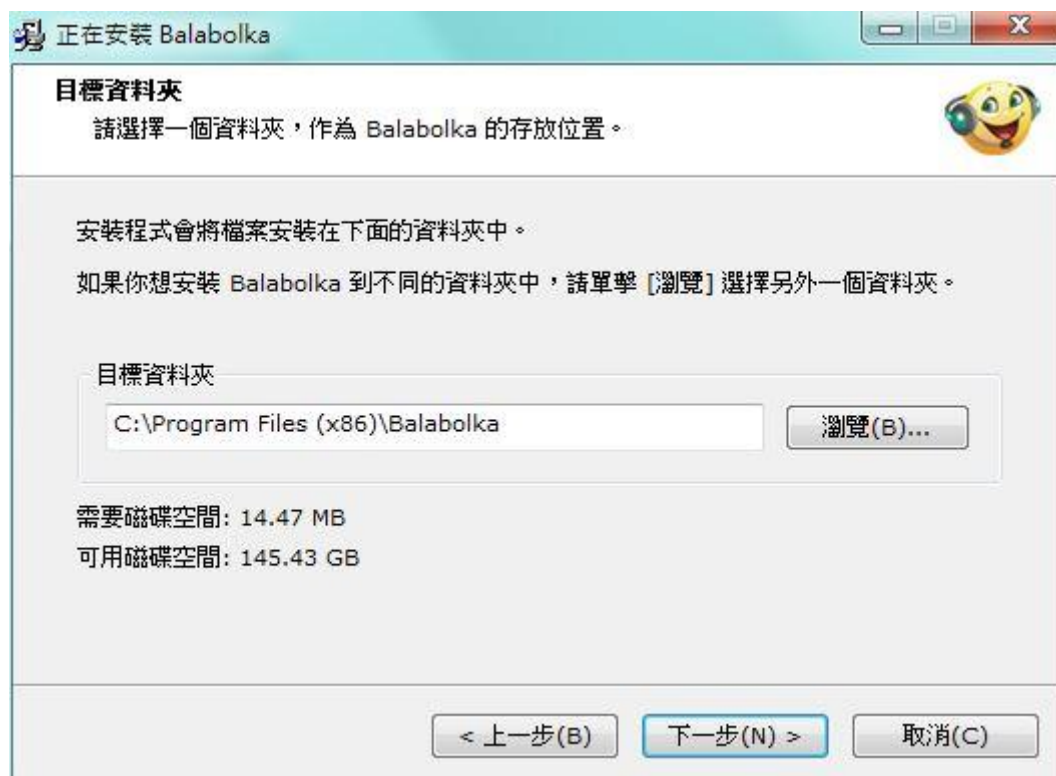 正在安裝 Balabolka
目標資料夾
請選擇一個資料夾，作為 Balabolka 的存放位置。
安裝程式會將檔案安裝在下面的資料夾中。
如果你想安裝 Balabolka 到不同的資料夾中，請單擊 [瀏覽] 選擇另外一個資料夾。
目標資料夾
C:\Program Files (x86)\Balabolka
瀏覽(B)...
需要磁碟空間: 14.47 MB
可用磁碟空間: 145.43 GB
< 上一步(B)
下一步(N) >
取消(C)